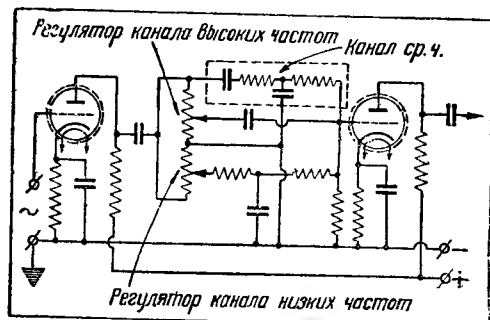 Регулятор канала высоких частот
Канал ср. ч.
~
Регулятор канала низких частот